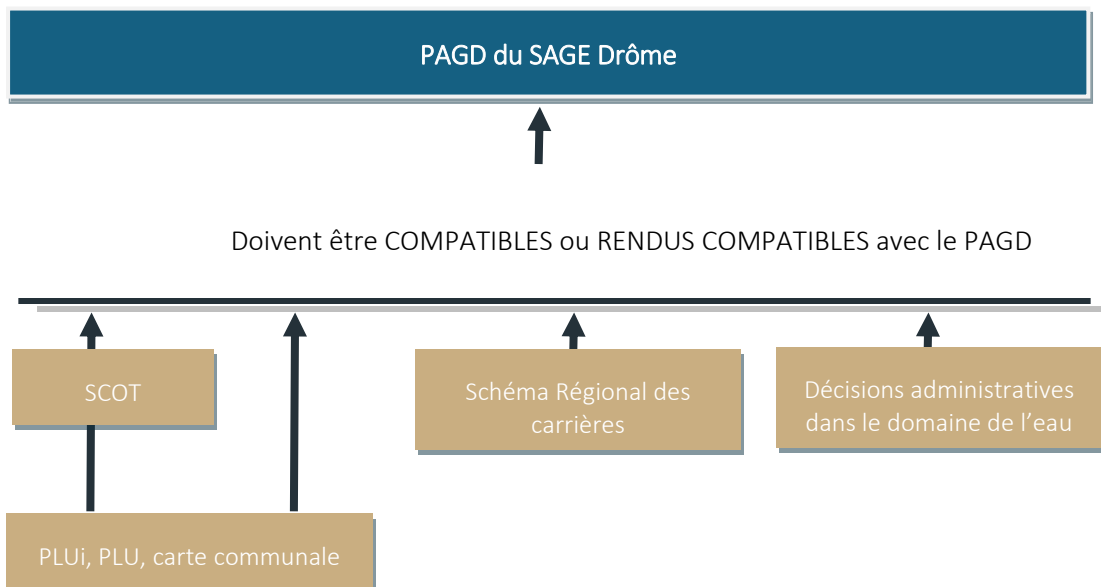 PAGD du SAGE Drôme
Doivent être COMPATIBLES ou RENDUS COMPATIBLES avec le PAGD
SCOT
Schéma Régional des
carrières
Décisions administratives
dans le domaine de l’eau
PLUi, PLU, carte communale